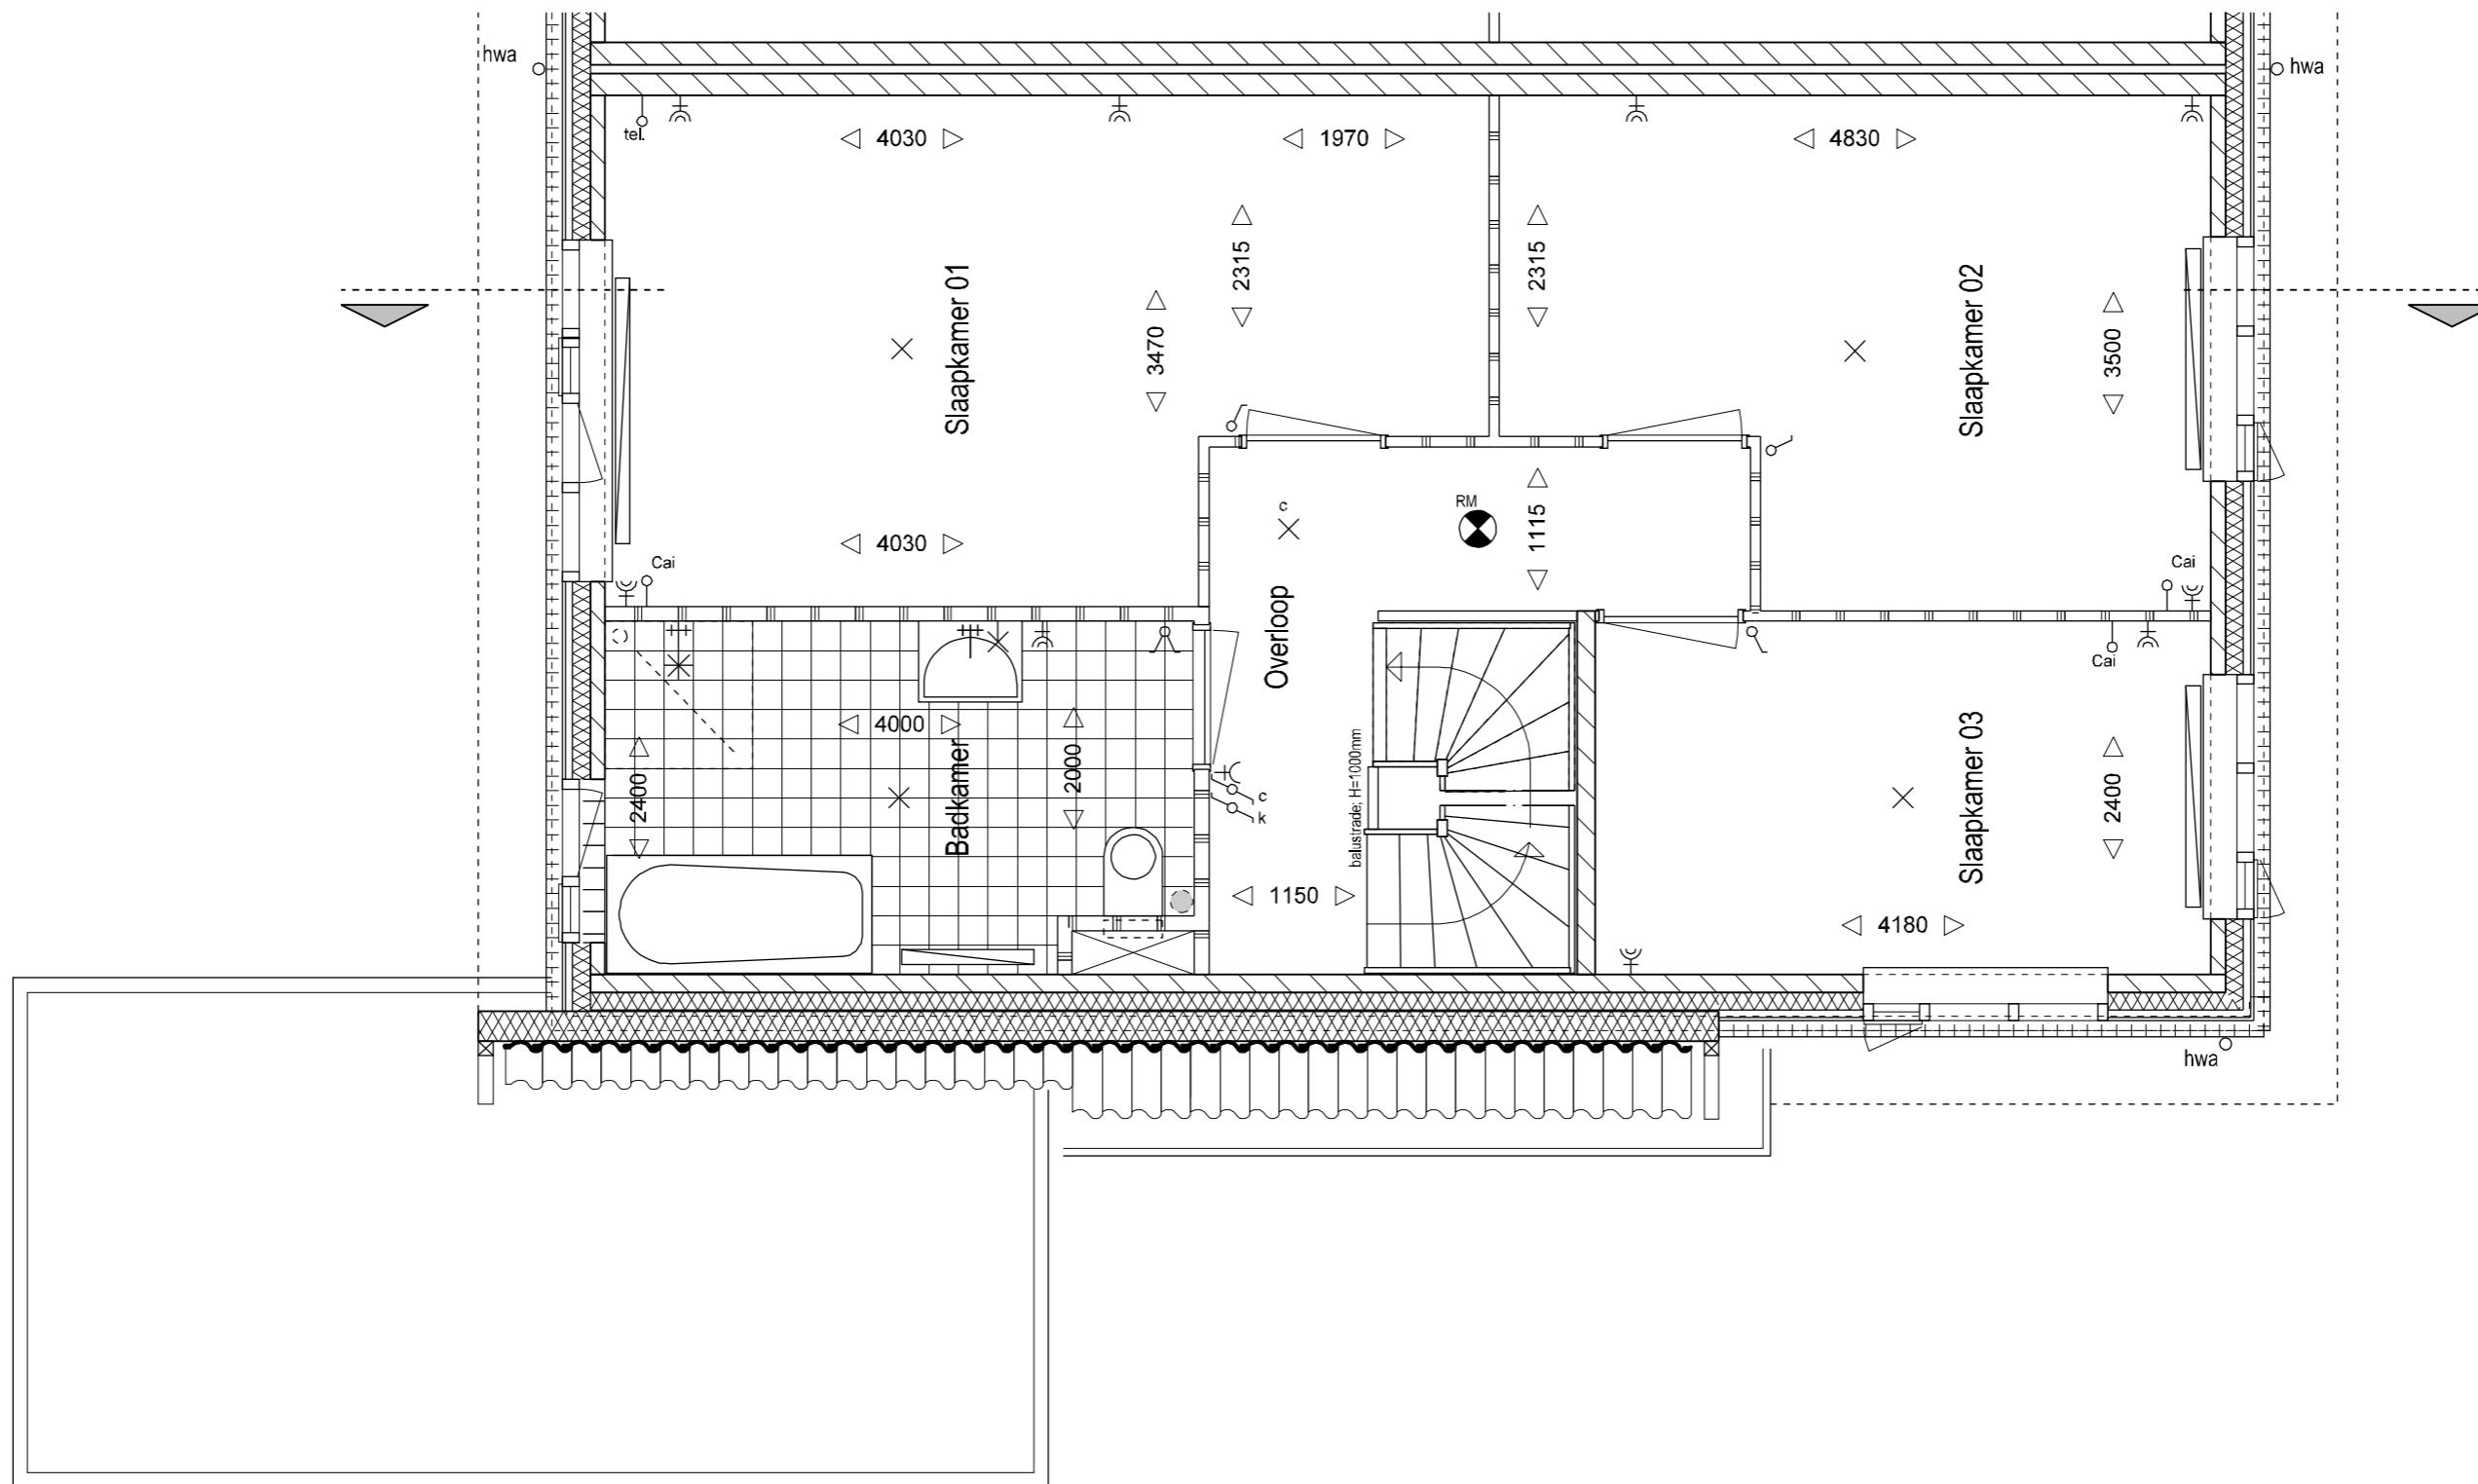 hwa
hwa
tel.
4030
1970
4830
2315
2315
Slaapkamer 01
3470
Slaapkamer 02
3500
RM
c
1115
4030
Cai
Cai
Overloop
Cai
4000
Badkamer
2400
2000
balustrade; H=1000mm
c
k
Slaapkamer 03
2400
1150
4180
hwa